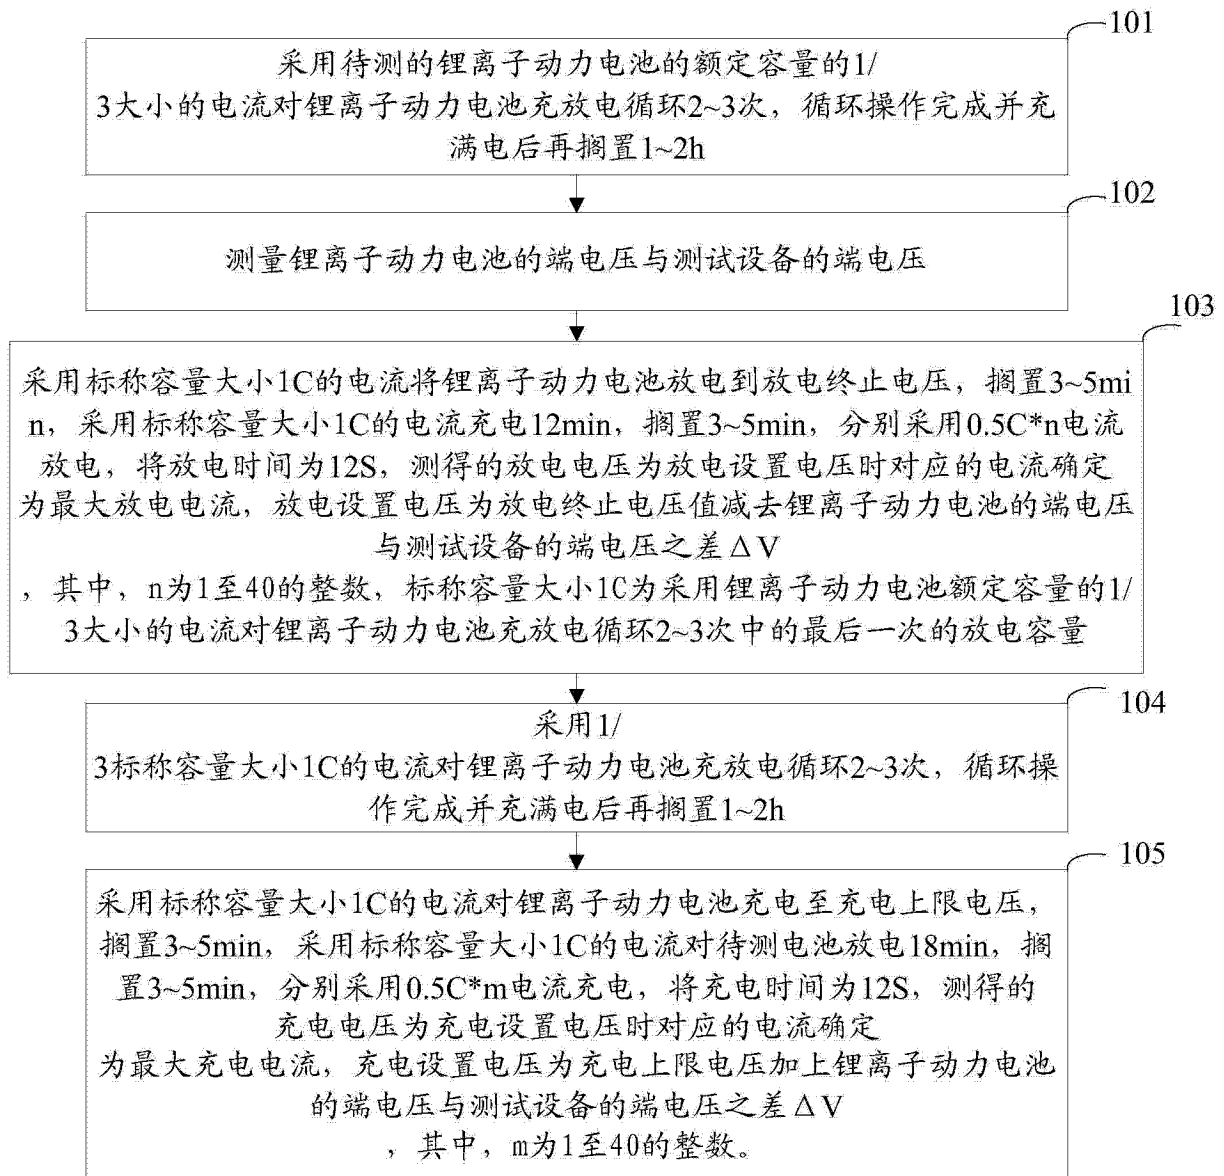 101
采用待测的锂离子动力电池的额定容量的1/
3大小的电流对锂离子动力电池充放电循环2~3次，循环操作完成并充
满电后再搁置1~2h
102
测量锂离子动力电池的端电压与测试设备的端电压
103
采用标称容量大小1C的电流将锂离子动力电池放电到放电终止电压，搁置3~5mi
n，采用标称容量大小1C的电流充电12min，搁置3~5min，分别采用0.5C*n电流
放电，将放电时间为12S，测得的放电电压为放电设置电压时对应的电流确定
为最大放电电流，放电设置电压为放电终止电压值减去锂离子动力电池的端电压
与测试设备的端电压之差ΔV
，其中，n为1至40的整数，标称容量大小1C为采用锂离子动力电池额定容量的1/
3大小的电流对锂离子动力电池充放电循环2~3次中的最后一次的放电容量
104
采用1/
3标称容量大小1C的电流对锂离子动力电池充放电循环2~3次，循环操
作完成并充满电后再搁置1~2h
105
采用标称容量大小1C的电流对锂离子动力电池充电至充电上限电压，
搁置3~5min，采用标称容量大小1C的电流对待测电池放电18min，搁
置3~5min，分别采用0.5C*m电流充电，将充电时间为12S，测得的
充电电压为充电设置电压时对应的电流确定
为最大充电电流，充电设置电压为充电上限电压加上锂离子动力电池
的端电压与测试设备的端电压之差ΔV
，其中，m为1至40的整数。